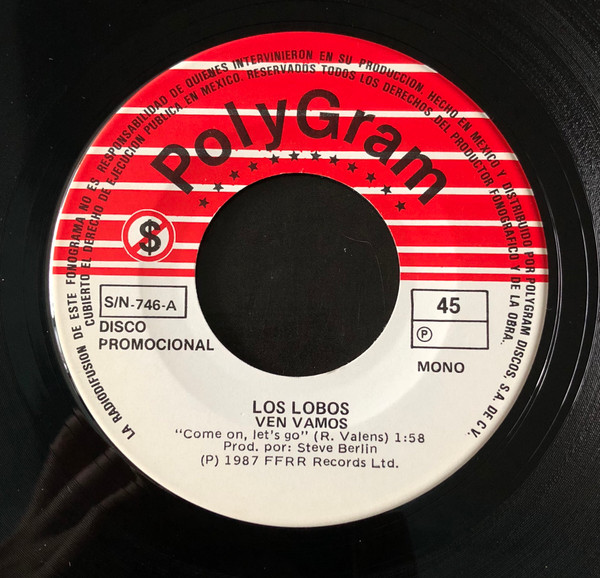 LA RADIODIFUSION DE ESTE FONOGRAMA NO ES RESPONSABILIDAD DE QUIENES INTERVINIERON EN SU PRODUCCION. HECHO EN MEXICO Y DISTRIBUIDO POR POLYGRAM DISCOS, S.A. DE C.V.
CUBIERTO EL DERECHO DE EJECUCION PUBLICA EN MEXICO. RESERVADOS TODOS LOS DERECHOS DEL PRODUCTOR FONOGRAFICO Y DE LA OBRA..
PolyGram
$
S/N-746-A
DISCO
PROMOCIONAL
45
Ⓟ
MONO
LOS LOBOS
VEN VAMOS
"Come on, let's go" (R. Valens) 1:58
Prod. por: Steve Berlin
(P) 1987 FFRR Records Ltd.